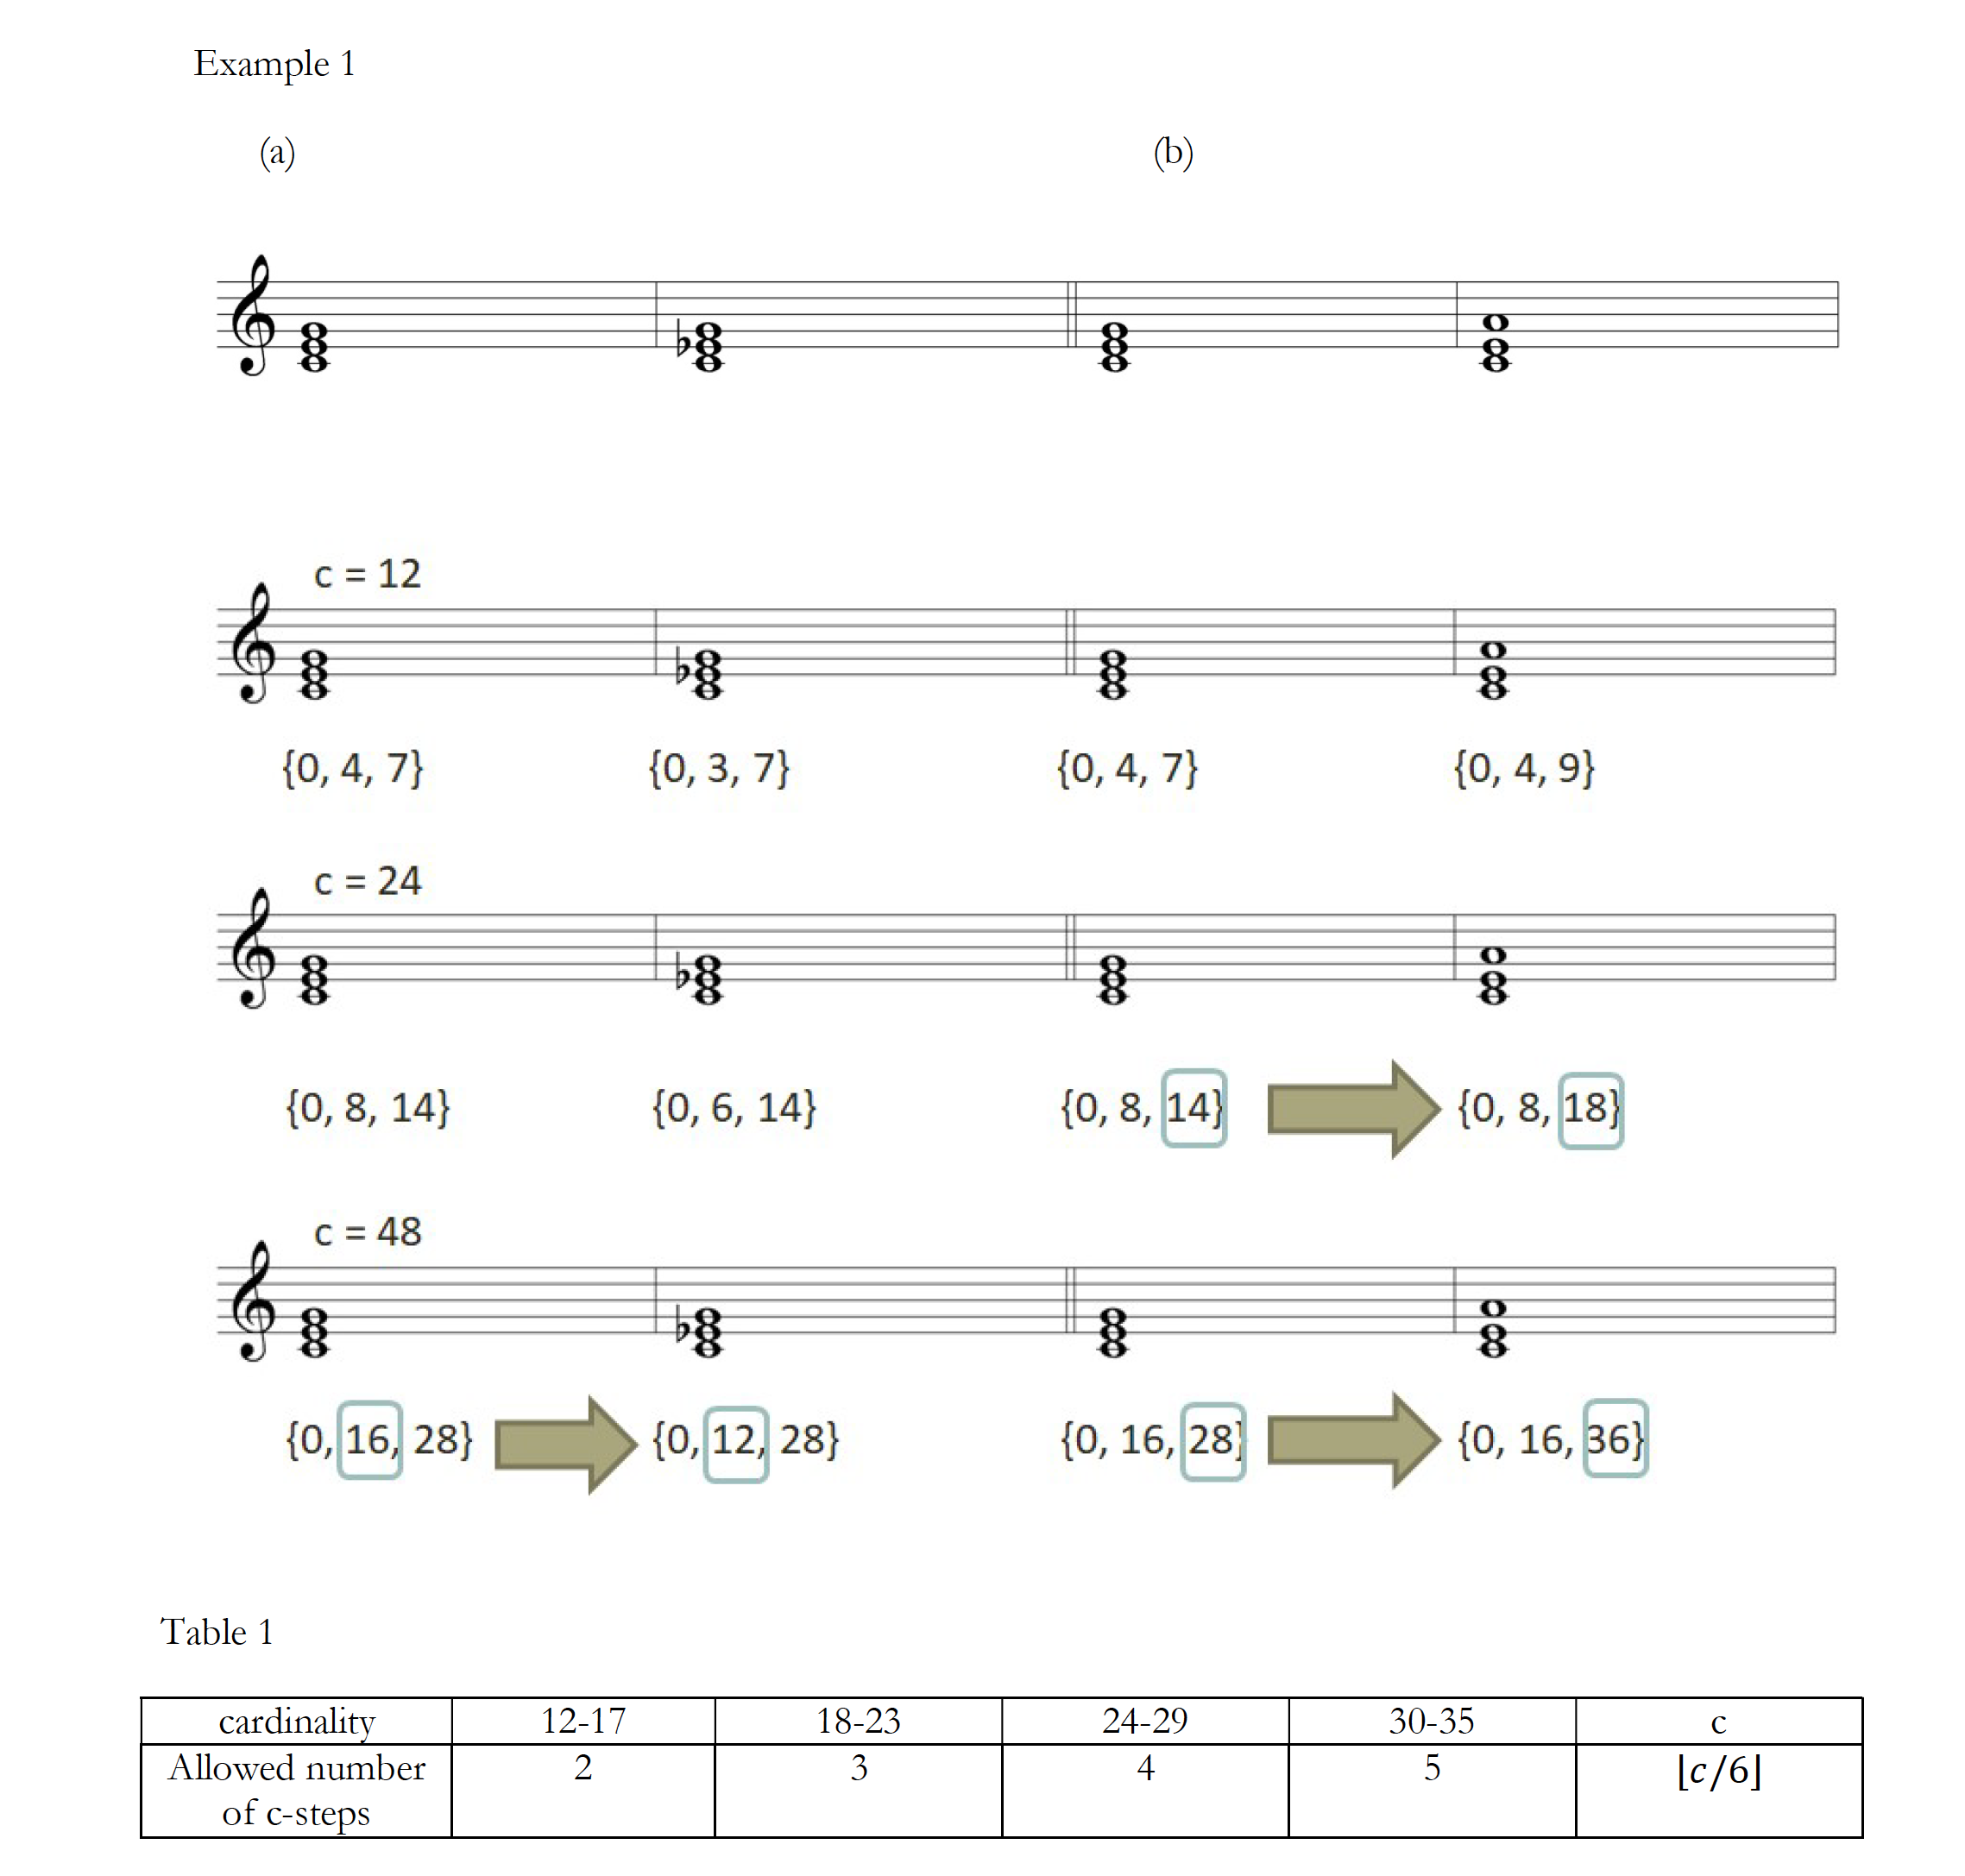 Example 1
(a) (b)
c = 12
{0, 4, 7} {0, 3, 7} {0, 4, 7} {0, 4, 9}
c = 24
{0, 8, 14} {0, 6, 14} {0, 8, 14} {0, 8, 18}
c = 48
{0, 16, 28} {0, 12, 28} {0, 16, 28} {0, 16, 36}
Table 1
cardinality 12-17 18-23 24-29 30-35 c
Allowed number 2 3 4 5 ⌊c/6⌋
of c-steps